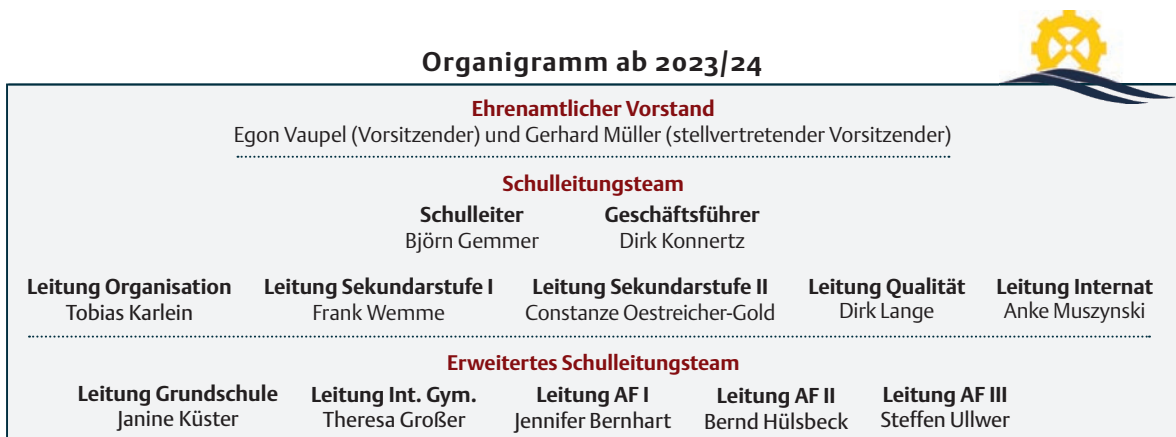 Organigramm ab 2023/24
Ehrenamtlicher Vorstand
Egon Vaupel (Vorsitzender) und Gerhard Müller (stellvertretender Vorsitzender)
Schulleitungsteam
Schulleiter Geschäftsführer
Björn Gemmer Dirk Konnertz
Leitung Organisation Leitung Sekundarstufe I Leitung Sekundarstufe II Leitung Qualität Leitung Internat
Tobias Karlein Frank Wemme Constanze Oestreicher-Gold Dirk Lange Anke Muszynski
Erweitertes Schulleitungsteam
Leitung Grundschule Leitung Int. Gym. Leitung AF I Leitung AF II Leitung AF III
Janine Küster Theresa Großer Jennifer Bernhart Bernd Hülsbeck Steffen Ullwer